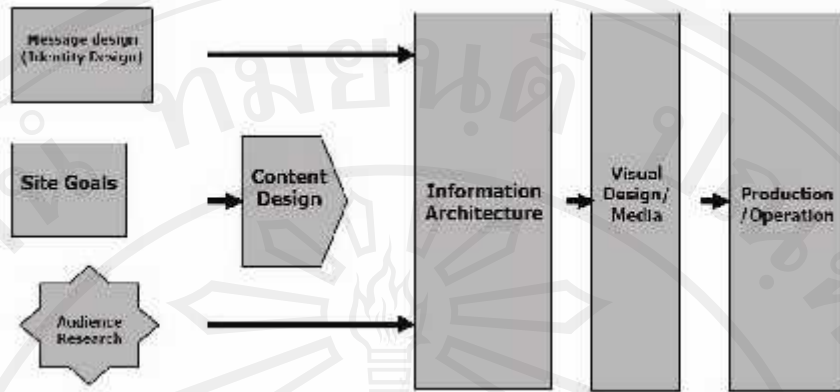 Message design
(Identity Design)
Site Goals
Content
Design
Audience
Research
Information
Architecture
Visual
Design/
Media
Production
/Operation